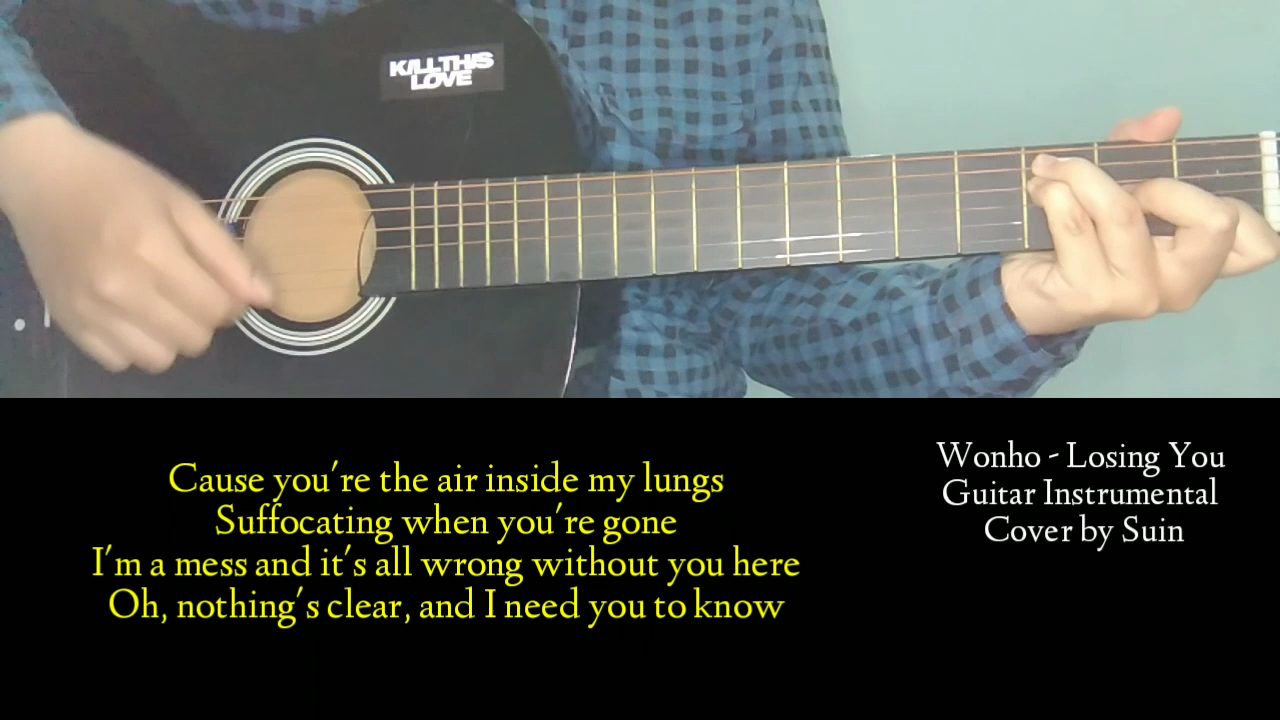 KILL THIS
LOVE
Cause you're the air inside my lungs
Suffocating when you're gone
I'm a mess and it's all wrong without you here
Oh, nothing's clear, and I need you to know
Wonho - Losing You
Guitar Instrumental
Cover by Suin